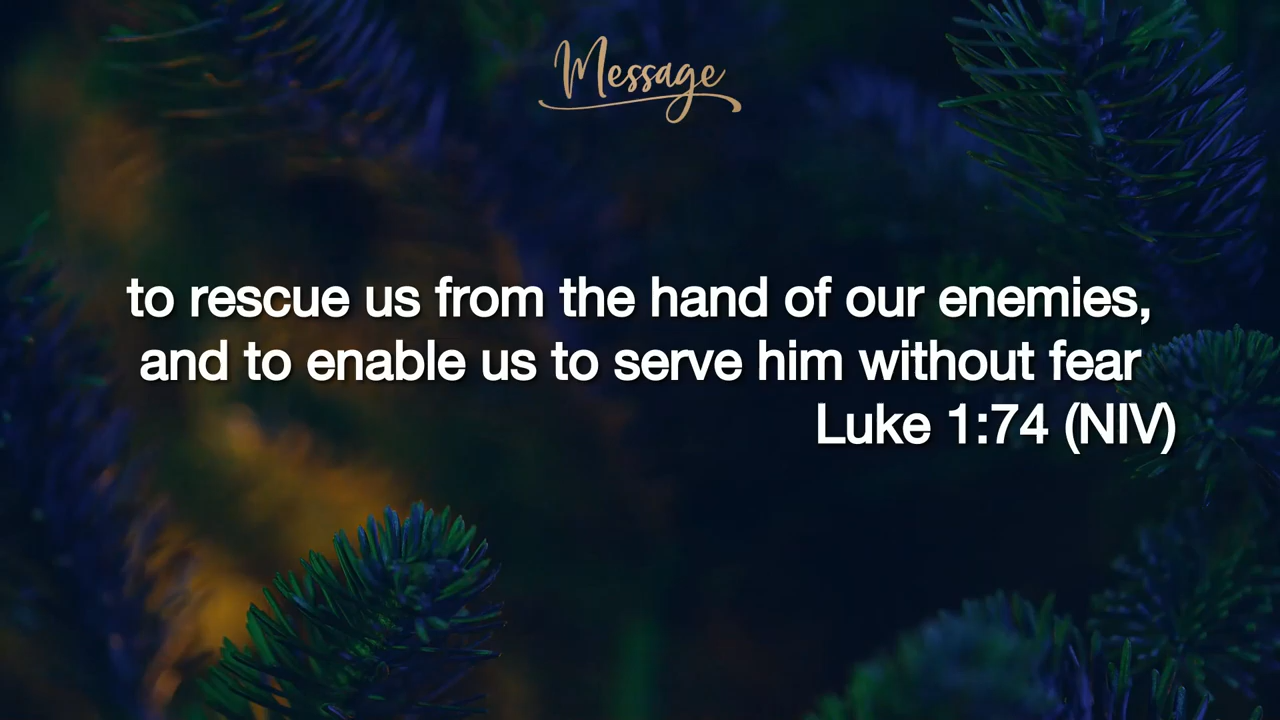 Message
to rescue us from the hand of our enemies,
and to enable us to serve him without fear
Luke 1:74 (NIV)